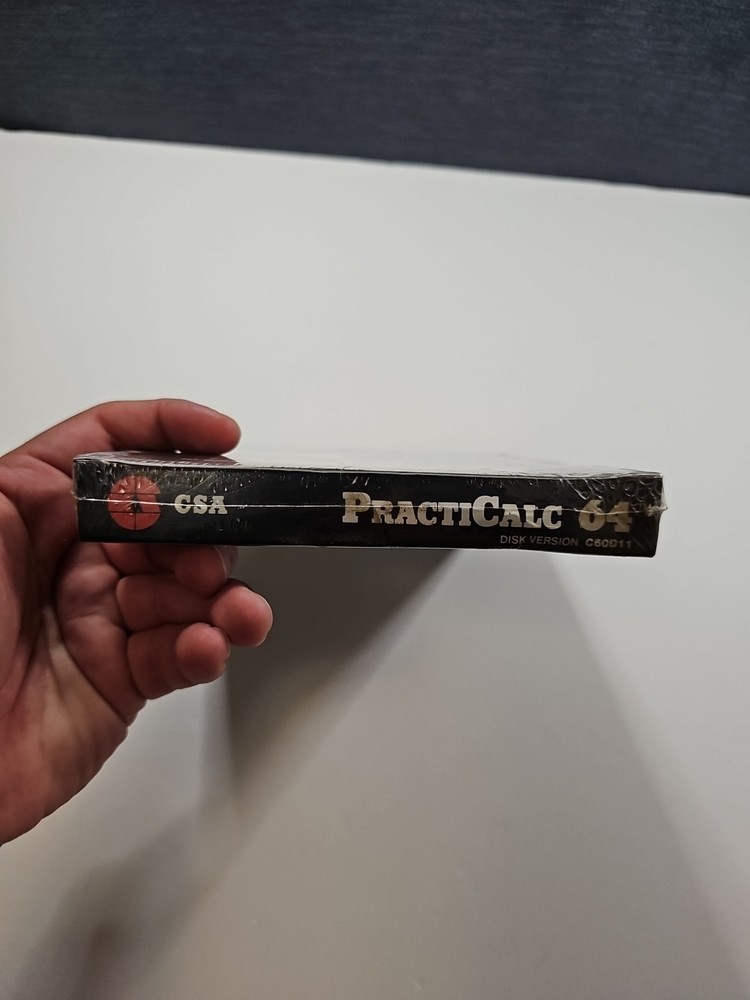 CSA
PRACTICALC 64
DISK VERSION C60D11